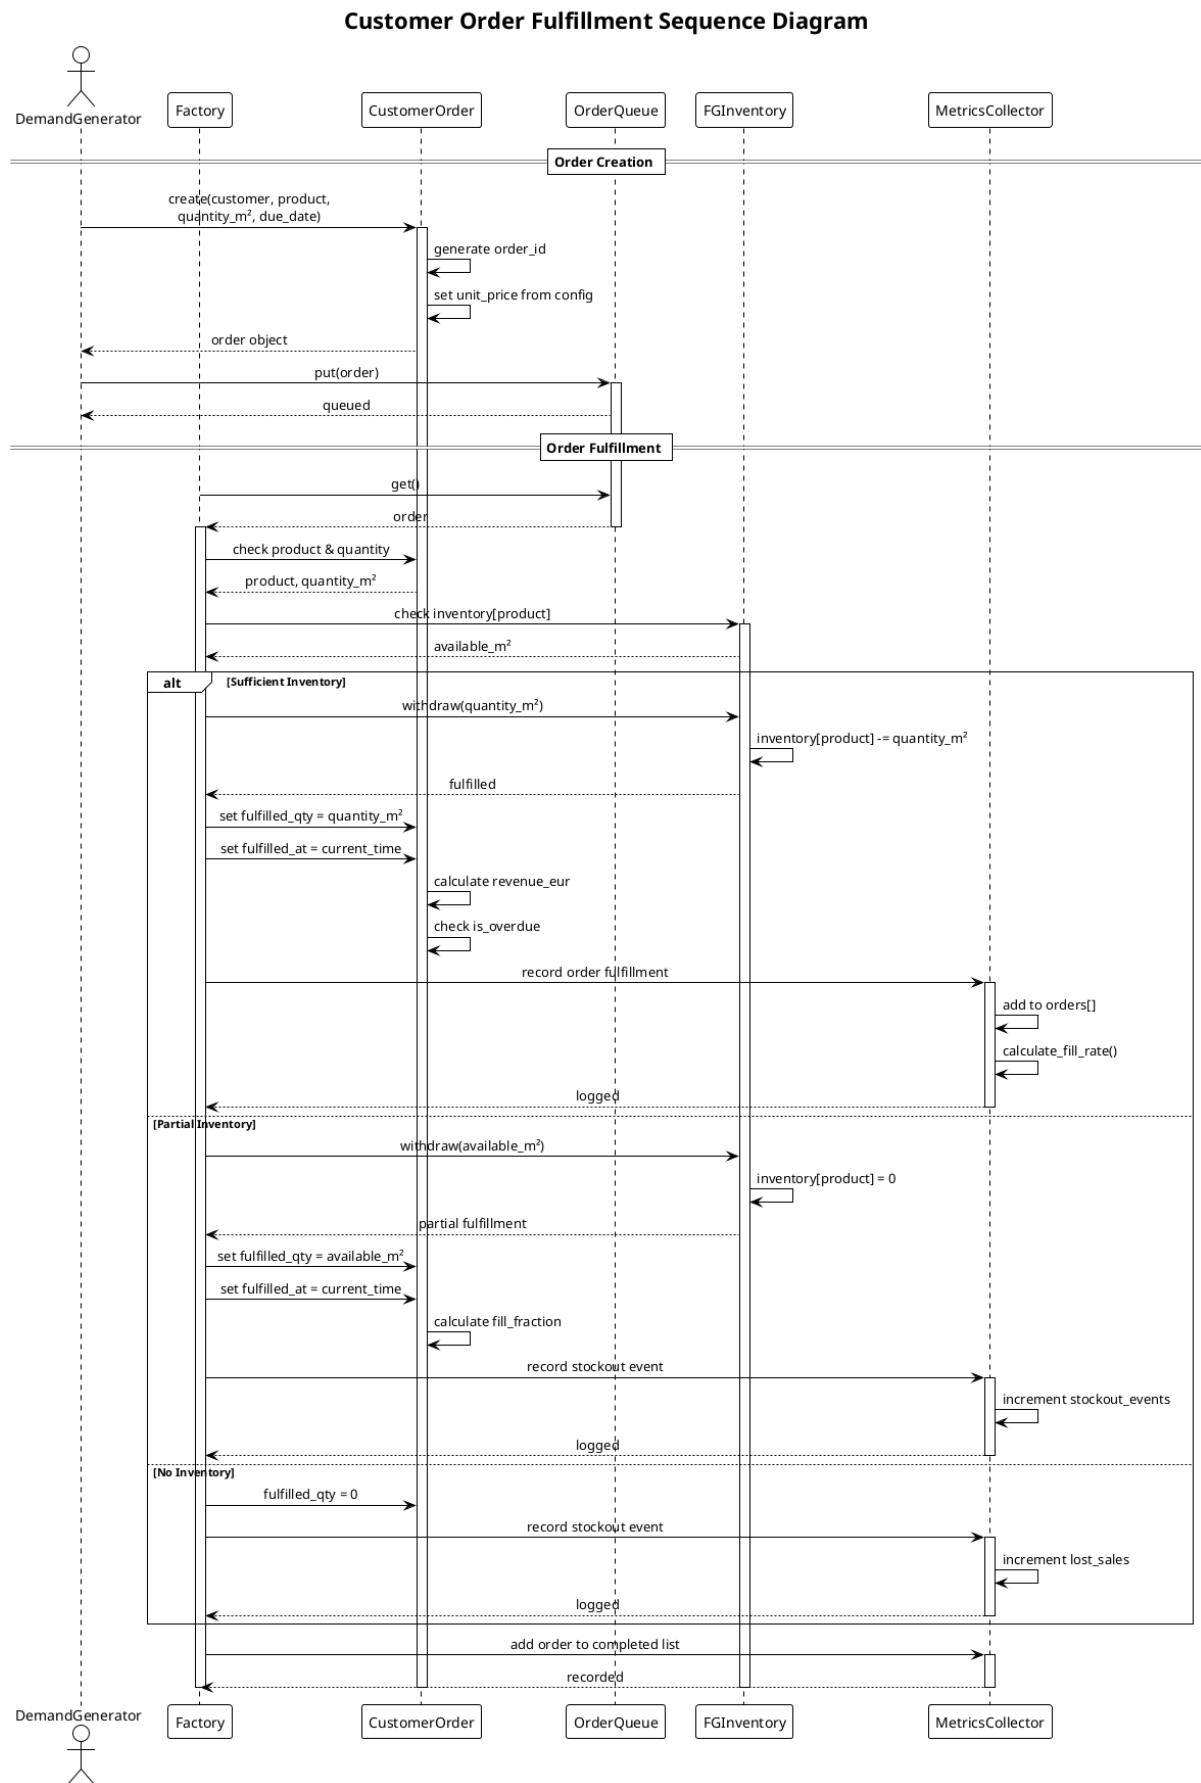 Customer Order Fulfillment Sequence Diagram
DemandGenerator
Factory
CustomerOrder
OrderQueue
FGInventory
MetricsCollector
Order Creation
create(customer, product,
quantity_m², due_date)
generate order_id
set unit_price from config
order object
put(order)
queued
Order Fulfillment
get()
order
check product & quantity
product, quantity_m²
check inventory[product]
available_m²
alt
[Sufficient Inventory]
withdraw(quantity_m²)
inventory[product] -= quantity_m²
fulfilled
set fulfilled_qty = quantity_m²
set fulfilled_at = current_time
calculate revenue_eur
check is_overdue
record order fulfillment
add to orders[]
calculate_fill_rate()
logged
[Partial Inventory]
withdraw(available_m²)
inventory[product] = 0
partial fulfillment
set fulfilled_qty = available_m²
set fulfilled_at = current_time
calculate fill_fraction
record stockout event
increment stockout_events
logged
[No Inventory]
fulfilled_qty = 0
record stockout event
increment lost_sales
logged
add order to completed list
recorded
DemandGenerator
Factory
CustomerOrder
OrderQueue
FGInventory
MetricsCollector